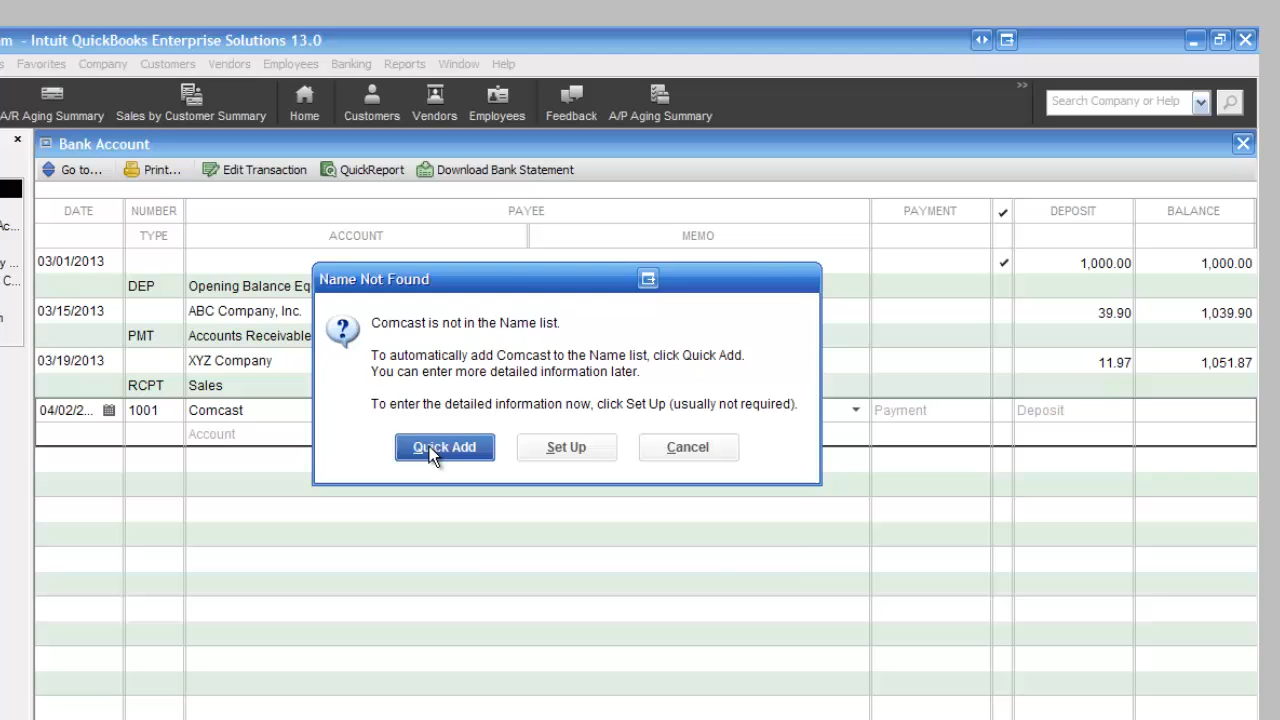 m - Intuit QuickBooks Enterprise Solutions 13.0
s Favorites Company Customers Vendors Employees Banking Reports Window Help
A/R Aging Summary Sales by Customer Summary Home Customers Vendors Employees Feedback A/P Aging Summary
Search Company or Help
Bank Account
Go to... Print... Edit Transaction QuickReport Download Bank Statement
DATE NUMBER PAYEE PAYMENT ✓ DEPOSIT BALANCE
TYPE ACCOUNT MEMO
03/01/2013 ✓ 1,000.00 1,000.00
DEP Opening Balance Eq
03/15/2013 ABC Company, Inc. 39.90 1,039.90
PMT Accounts Receivable
03/19/2013 XYZ Company 11.97 1,051.87
RCPT Sales
04/02/2... 1001 Comcast Payment Deposit
Account
Ac...
y ...
C...
Name Not Found
Comcast is not in the Name list.
To automatically add Comcast to the Name list, click Quick Add.
You can enter more detailed information later.
To enter the detailed information now, click Set Up (usually not required).
Quick Add Set Up Cancel